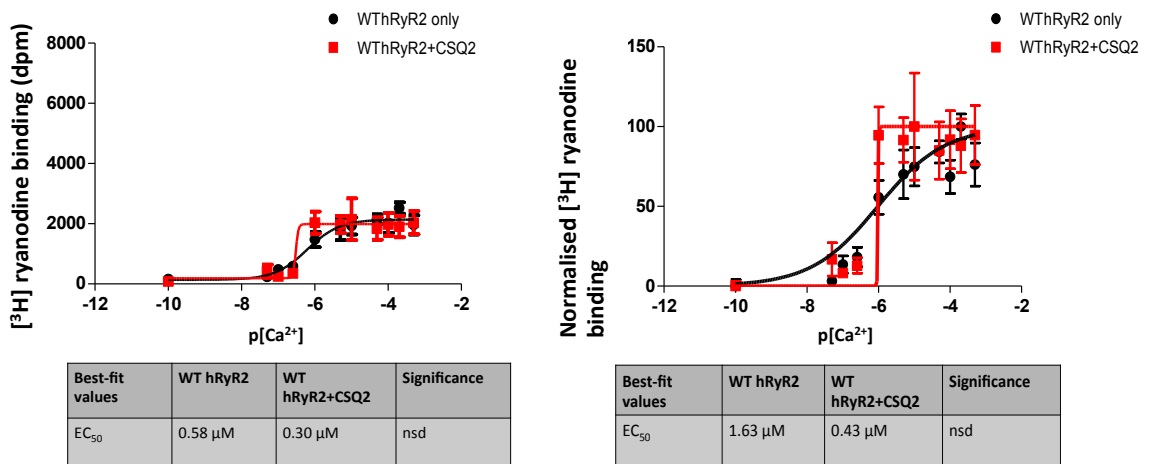 WThRyR2 only
WThRyR2+CSQ2
[³H] ryanodine binding (dpm)
8000
6000
4000
2000
0
-12
-10
-8
-6
-4
-2
p[Ca²⁺]
Best-fit values
WT hRyR2
WT hRyR2+CSQ2
Significance
EC₅₀
0.58 µM
0.30 µM
nsd
WThRyR2 only
WThRyR2+CSQ2
Normalised [³H] ryanodine
binding
150
100
50
0
-12
-10
-8
-6
-4
-2
p[Ca²⁺]
Best-fit values
WT hRyR2
WT hRyR2+CSQ2
Significance
EC₅₀
1.63 µM
0.43 µM
nsd